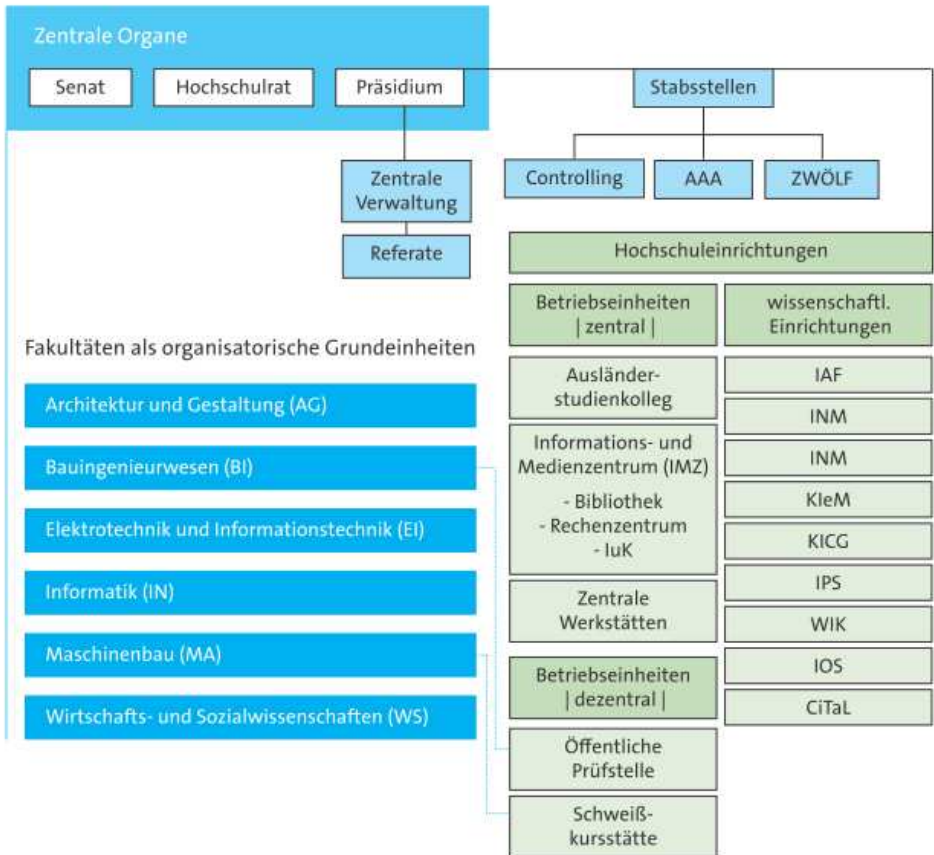 Zentrale Organe
Senat
Hochschulrat
Präsidium
Stabsstellen
Zentrale
Verwaltung
Referate
Controlling
AAA
ZWÖLF
Hochschuleinrichtungen
Betriebseinheiten
| zentral |
Ausländer-
studienkolleg
Informations- und
Medienzentrum (IMZ)
- Bibliothek
- Rechenzentrum
- IuK
Zentrale
Werkstätten
Betriebseinheiten
| dezentral |
Öffentliche
Prüfstelle
Schweiß-
kursstätte
wissenschaftl.
Einrichtungen
IAF
INM
INM
KIeM
KICG
IPS
WIK
IOS
CiTaL
Fakultäten als organisatorische Grundeinheiten
Architektur und Gestaltung (AG)
Bauingenieurwesen (BI)
Elektrotechnik und Informationstechnik (EI)
Informatik (IN)
Maschinenbau (MA)
Wirtschafts- und Sozialwissenschaften (WS)